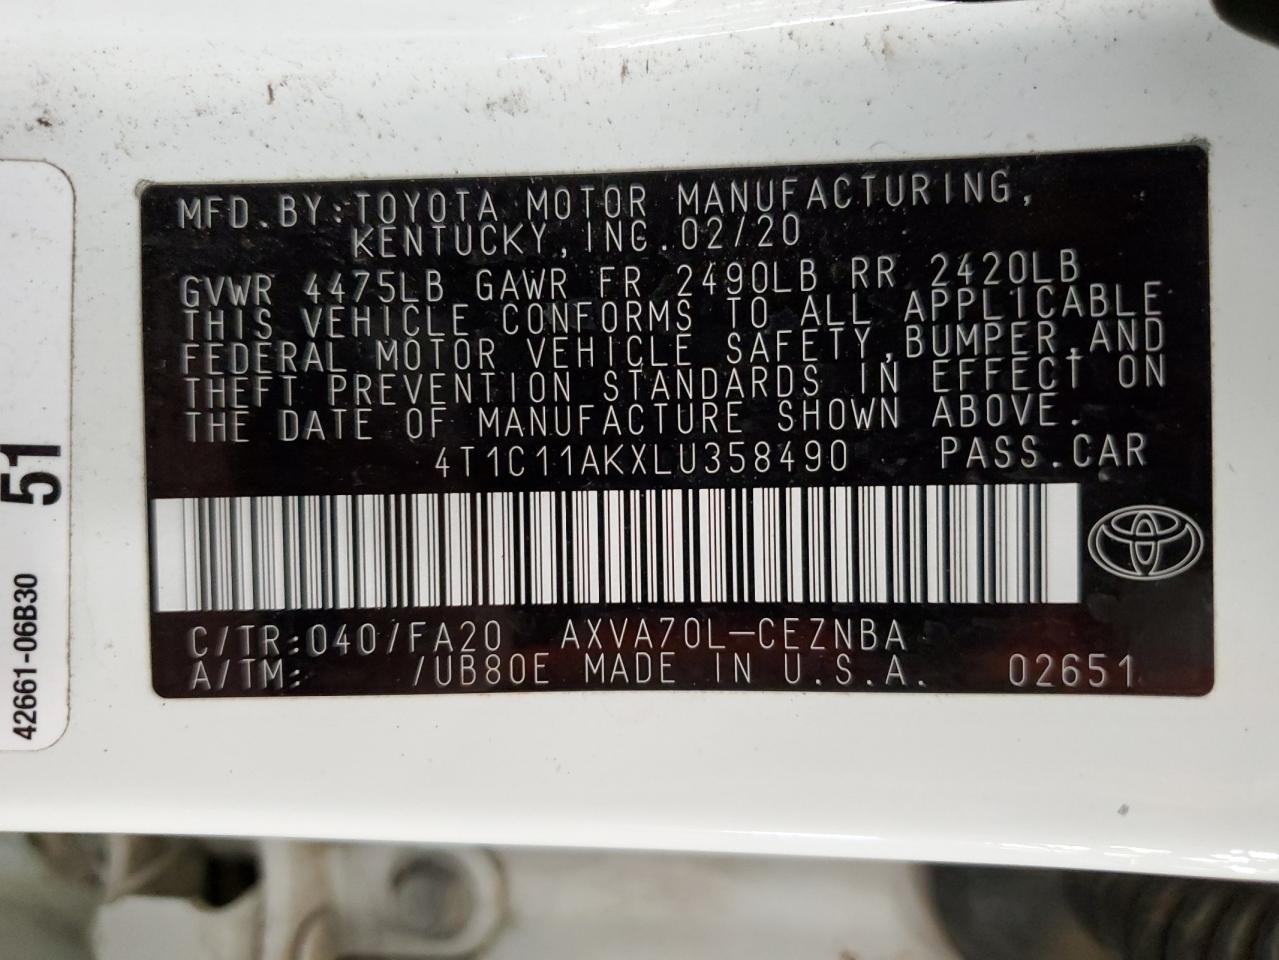 MFD.BY:TOYOTA MOTOR MANUFACTURING,
KENTUCKY, INC. 02/20
GVWR 4475LB GAWR FR 2490LB RR 2420LB
THIS VEHICLE CONFORMS TO ALL APPL1CABLE
FEDERAL MOTOR VEHICLE SAFETY,BUMPER,AND
THEFT PREVENTION STANDARDS IN EFFECT ON
THE DATE OF MANUFACTURE SHOWN ABOVE.
4T1C11AKXLU358490 PASS.CAR
C/TR:040/FA20 AXVA70L-CEZNBA
A/TM: /UB80E MADE IN U.S.A. 02651
51
42661-06B30